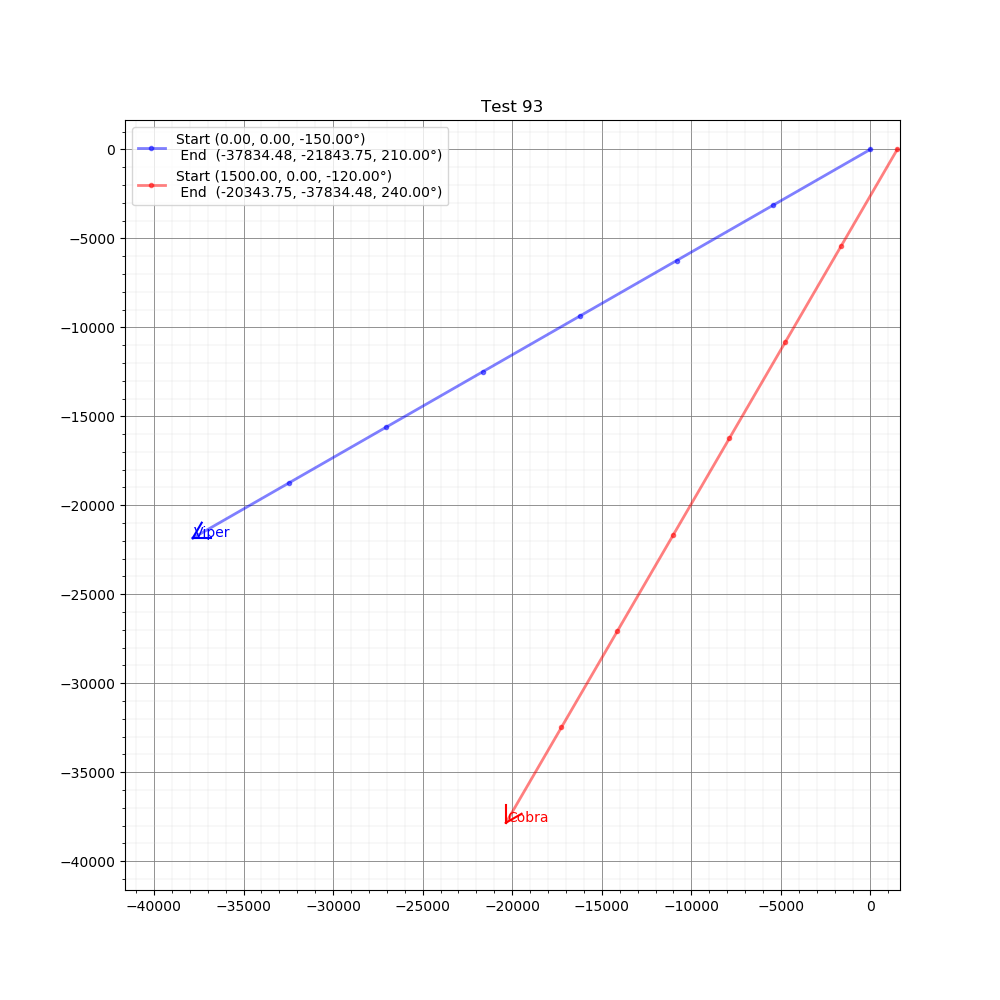 Test 93
Start (0.00, 0.00, -150.00°)
End (-37834.48, -21843.75, 210.00°)
Start (1500.00, 0.00, -120.00°)
End (-20343.75, -37834.48, 240.00°)
0
−5000
−10000
−15000
−20000
−25000
−30000
−35000
−40000
Viper
Cobra
−40000 −35000 −30000 −25000 −20000 −15000 −10000 −5000 0